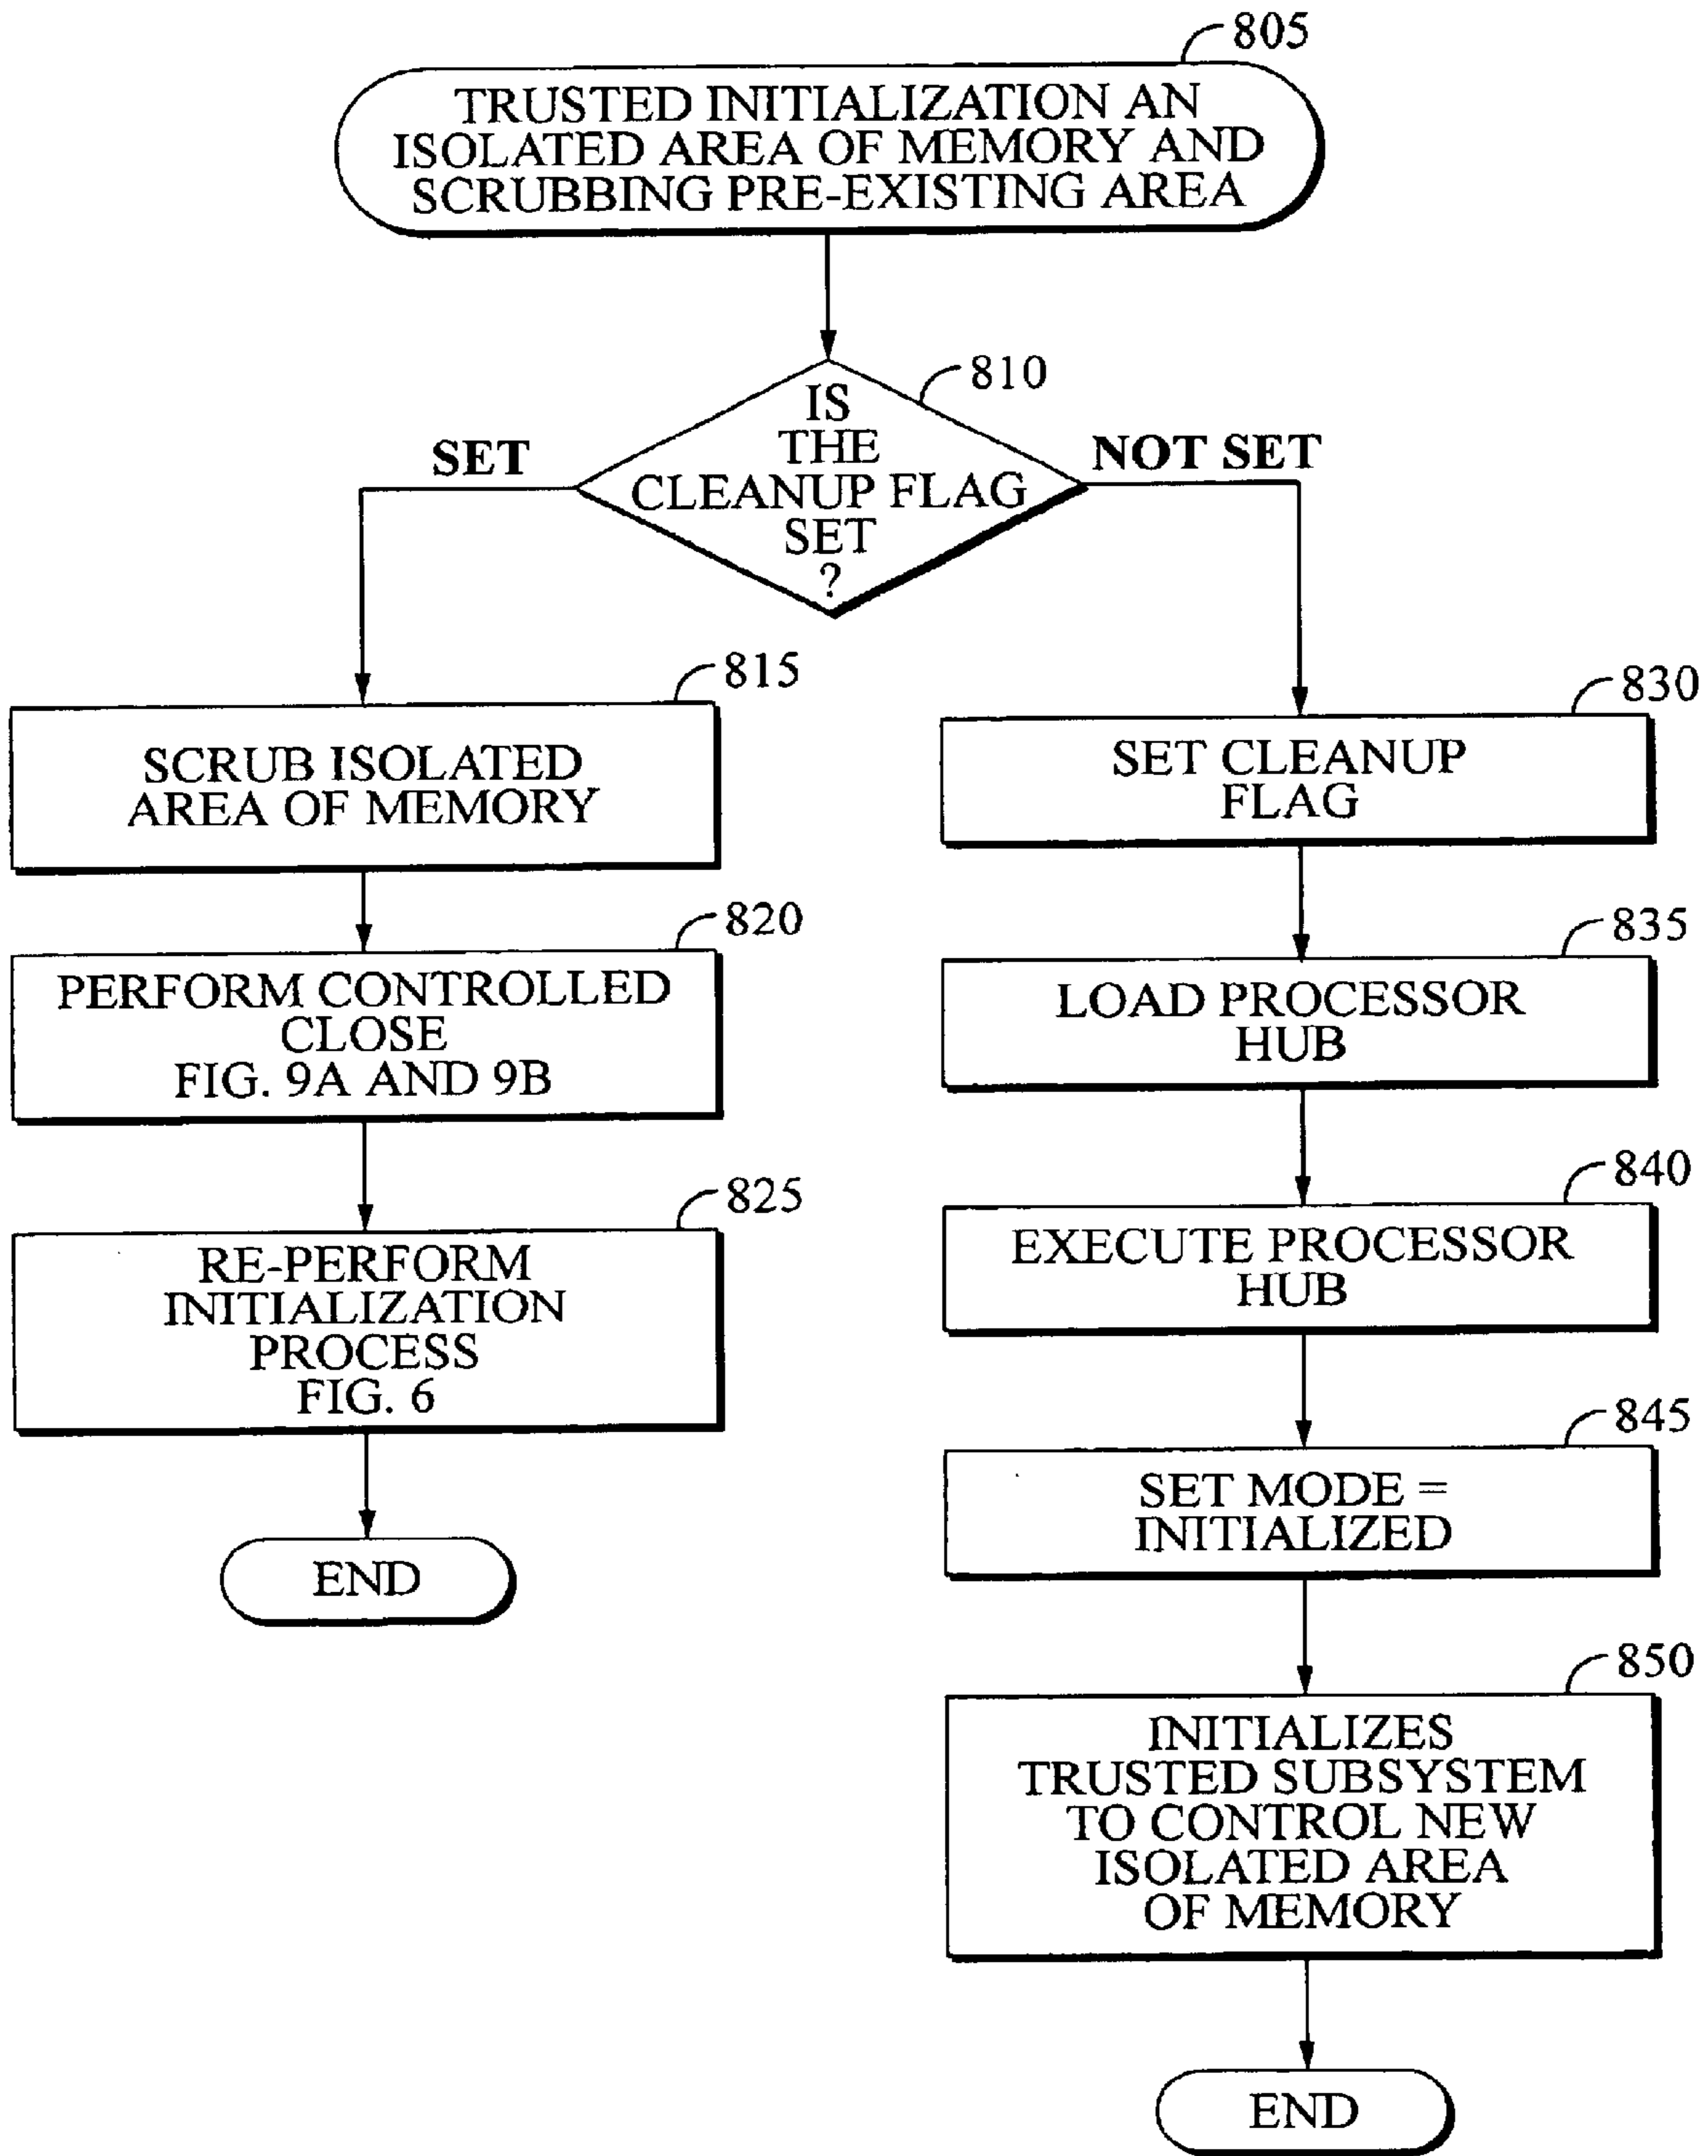 805
TRUSTED INITIALIZATION AN
ISOLATED AREA OF MEMORY AND
SCRUBBING PRE-EXISTING AREA
810
IS
THE
CLEANUP FLAG
SET
?
SET
NOT SET
815
SCRUB ISOLATED
AREA OF MEMORY
820
PERFORM CONTROLLED
CLOSE
FIG. 9A AND 9B
825
RE-PERFORM
INITIALIZATION
PROCESS
FIG. 6
END
830
SET CLEANUP
FLAG
835
LOAD PROCESSOR
HUB
840
EXECUTE PROCESSOR
HUB
845
SET MODE =
INITIALIZED
850
INITIALIZES
TRUSTED SUBSYSTEM
TO CONTROL NEW
ISOLATED AREA
OF MEMORY
END